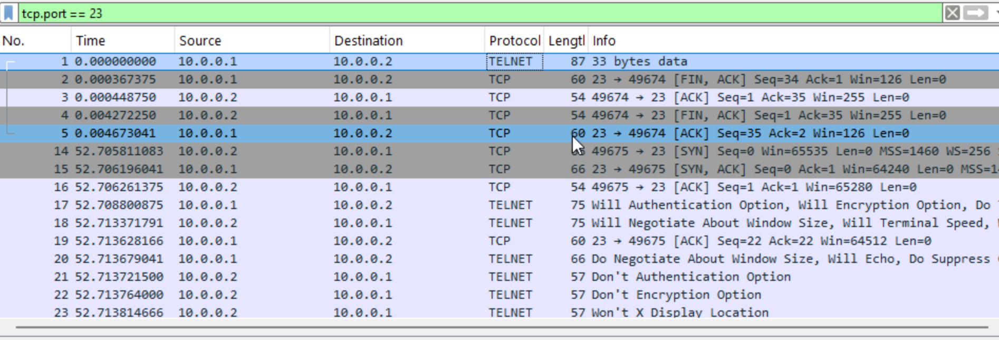 tcp.port == 23
No. Time Source Destination Protocol Lengtl Info
1 0.000000000 10.0.0.1 10.0.0.2 TELNET 87 33 bytes data
2 0.000367375 10.0.0.1 10.0.0.2 TCP 60 23 → 49674 [FIN, ACK] Seq=34 Ack=1 Win=126 Len=0
3 0.000448750 10.0.0.2 10.0.0.1 TCP 54 49674 → 23 [ACK] Seq=1 Ack=35 Win=255 Len=0
4 0.004272250 10.0.0.2 10.0.0.1 TCP 54 49674 → 23 [FIN, ACK] Seq=1 Ack=35 Win=255 Len=0
5 0.004673041 10.0.0.1 10.0.0.2 TCP 60 23 → 49674 [ACK] Seq=35 Ack=2 Win=126 Len=0
14 52.705811083 10.0.0.2 10.0.0.1 TCP 49675 → 23 [SYN] Seq=0 Win=65535 Len=0 MSS=1460 WS=256
15 52.706196041 10.0.0.1 10.0.0.2 TCP 66 23 → 49675 [SYN, ACK] Seq=0 Ack=1 Win=64240 Len=0 MSS=1
16 52.706261375 10.0.0.2 10.0.0.1 TCP 54 49675 → 23 [ACK] Seq=1 Ack=1 Win=65280 Len=0
17 52.708800875 10.0.0.1 10.0.0.2 TELNET 75 Will Authentication Option, Will Encryption Option, Do
18 52.713371791 10.0.0.2 10.0.0.1 TELNET 75 Will Negotiate About Window Size, Will Terminal Speed,
19 52.713628166 10.0.0.1 10.0.0.2 TCP 60 23 → 49675 [ACK] Seq=22 Ack=22 Win=64512 Len=0
20 52.713679041 10.0.0.1 10.0.0.2 TELNET 66 Do Negotiate About Window Size, Will Echo, Do Suppress
21 52.713721500 10.0.0.2 10.0.0.1 TELNET 57 Don't Authentication Option
22 52.713764000 10.0.0.2 10.0.0.1 TELNET 57 Don't Encryption Option
23 52.713814666 10.0.0.2 10.0.0.1 TELNET 57 Won't X Display Location